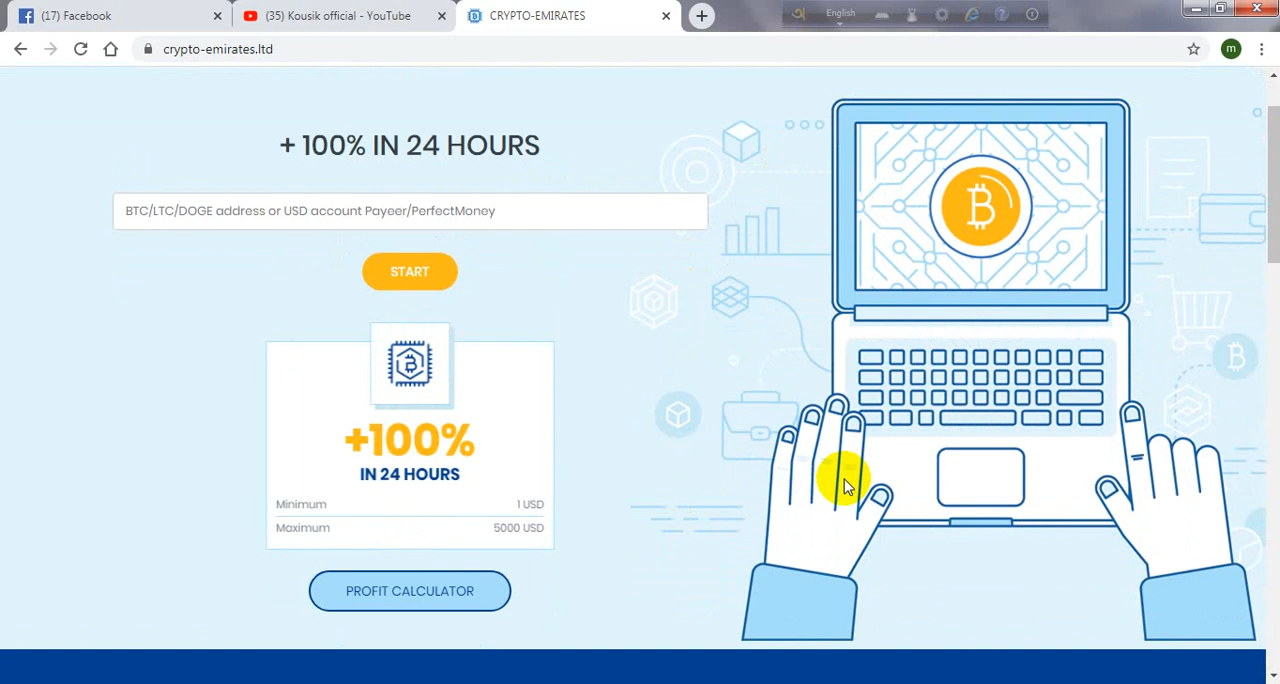 (17) Facebook
(35) Kousik official - YouTube
CRYPTO-EMIRATES
English
crypto-emirates.ltd
m
+ 100% IN 24 HOURS
BTC/LTC/DOGE address or USD account Payeer/PerfectMoney
START
+100%
IN 24 HOURS
Minimum 1 USD
Maximum 5000 USD
PROFIT CALCULATOR